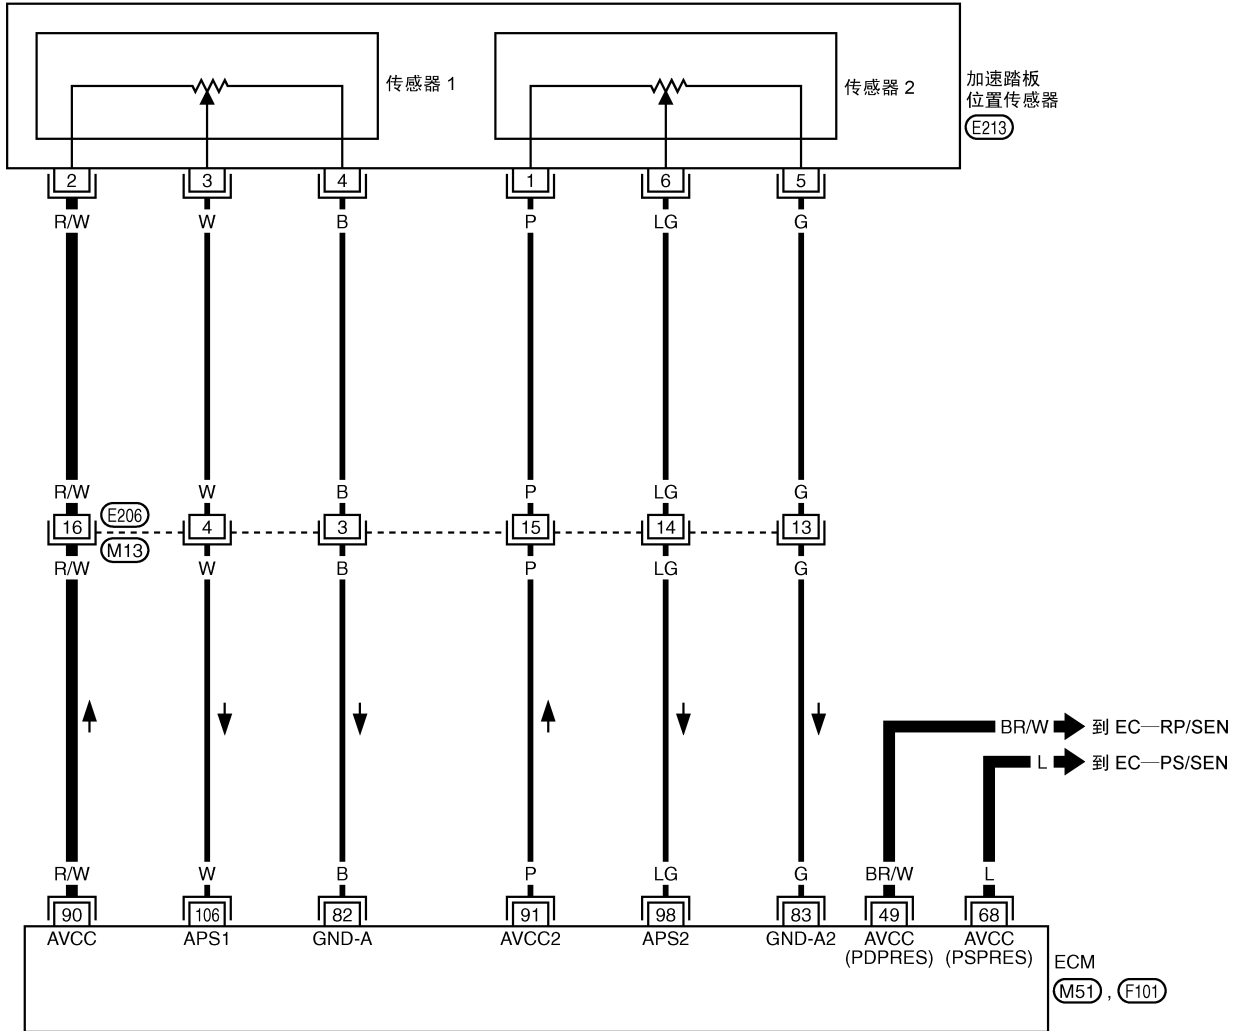 传感器 1
传感器 2
加速踏板
位置传感器
E213
2 3 4 1 6 5
R/W W B P LG G
R/W W B P LG G
16 E206 4 3 15 14 13
M13
R/W W B P LG G
BR/W 到 EC—RP/SEN
L 到 EC—PS/SEN
R/W W B P LG G BR/W L
90 106 82 91 98 83 49 68
AVCC APS1 GND-A AVCC2 APS2 GND-A2 AVCC AVCC
(PDPRES) (PSPRES)
ECM
M51 , F101